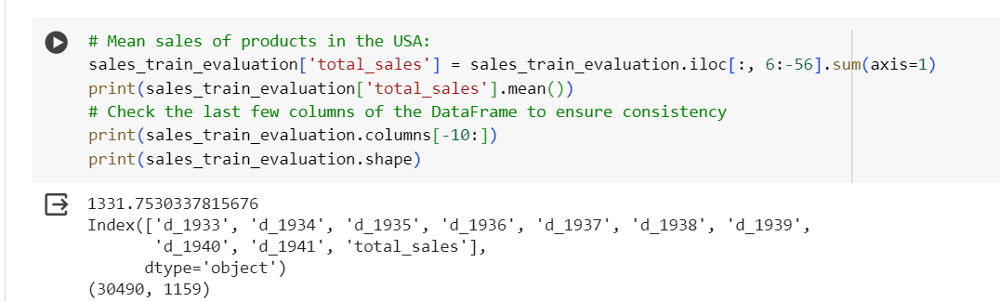 # Mean sales of products in the USA:
sales_train_evaluation['total_sales'] = sales_train_evaluation.iloc[:, 6:-56].sum(axis=1)
print(sales_train_evaluation['total_sales'].mean())
# Check the last few columns of the DataFrame to ensure consistency
print(sales_train_evaluation.columns[-10:])
print(sales_train_evaluation.shape)
1331.7530337815676
Index(['d_1933', 'd_1934', 'd_1935', 'd_1936', 'd_1937', 'd_1938', 'd_1939',
'd_1940', 'd_1941', 'total_sales'],
dtype='object')
(30490, 1159)